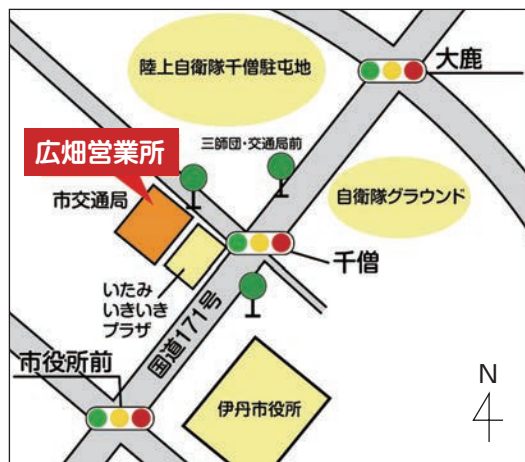 大鹿
陸上自衛隊千僧駐屯地
三師団・交通局前
広畑営業所
市交通局
自衛隊グラウンド
千僧
いたみ
いきいき
プラザ
国道171号
市役所前
伊丹市役所
N
4